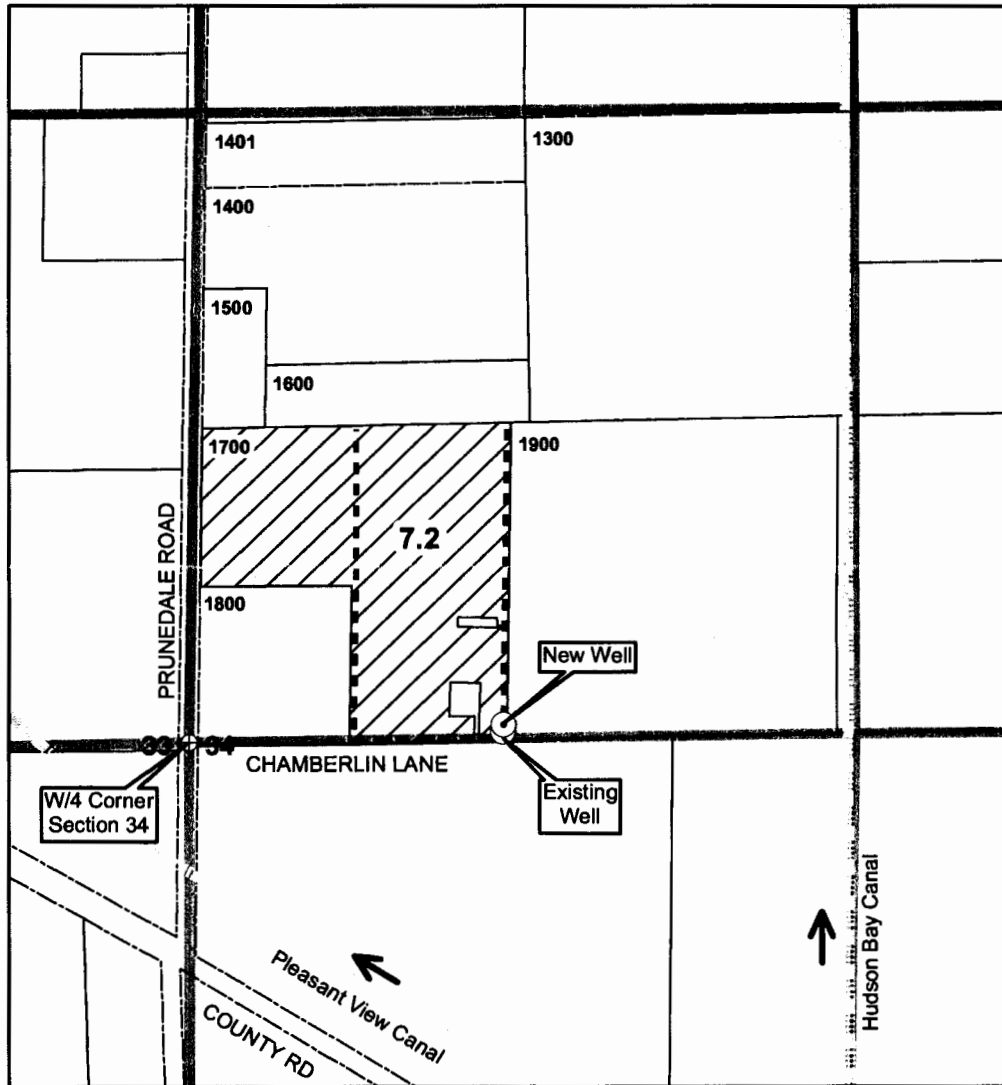 1401
1300
1400
1500
1600
1700
1900
7.2
PRUNEDALE ROAD
1800
New Well
33
34
CHAMBERLIN LANE
W/4 Corner
Section 34
Existing
Well
Hudson Bay Canal
Pleasant View Canal
COUNTY RD